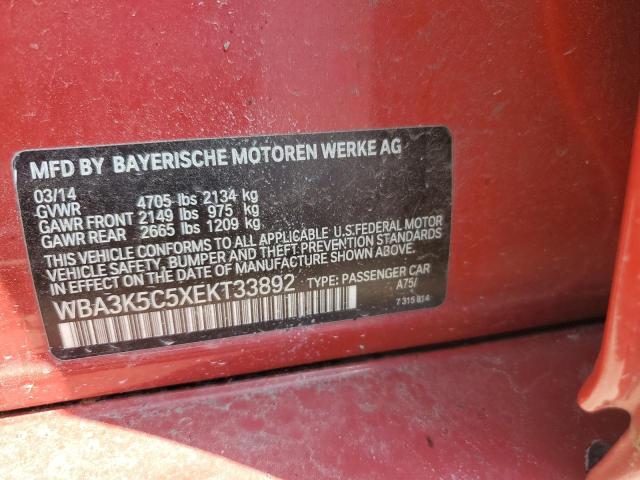 MFD BY BAYERISCHE MOTOREN WERKE AG
03/14
GVWR 4705 lbs 2134 kg
GAWR FRONT 2149 lbs 975 kg
GAWR REAR 2665 lbs 1209 kg
THIS VEHICLE CONFORMS TO ALL APPLICABLE U.S.FEDERAL MOTOR
VEHICLE SAFETY, BUMPER AND THEFT PREVENTION STANDARDS
IN EFFECT ON THE DATE OF MANUFACTURE SHOWN ABOVE.
WBA3K5C5XEKT33892 TYPE: PASSENGER CAR
A75/
7 315 914